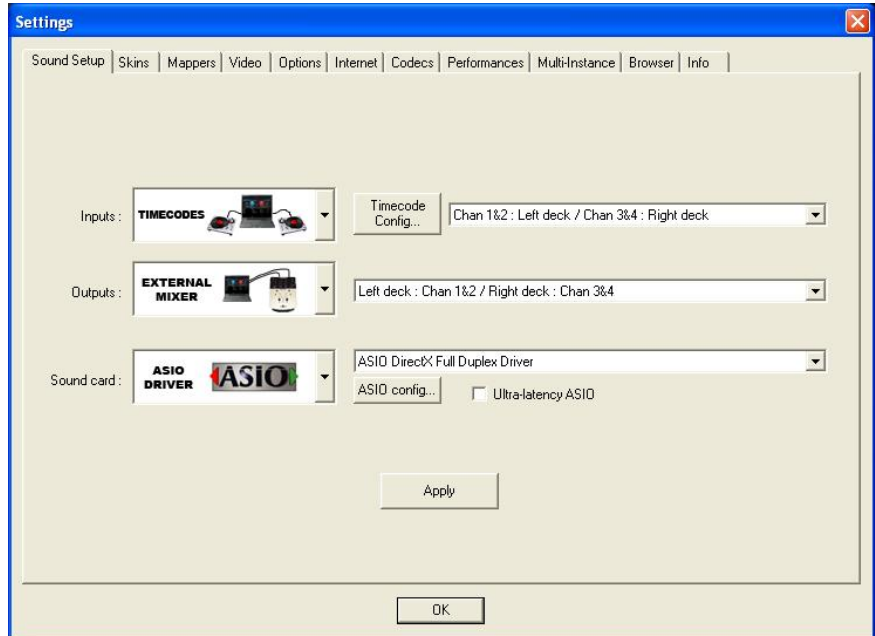 Settings
Sound Setup Skins Mappers Video Options Internet Codecs Performances Multi-Instance Browser Info
Inputs : TIMECODES Timecode Config... Chan 1&2 : Left deck / Chan 3&4 : Right deck
Outputs : EXTERNAL MIXER Left deck : Chan 1&2 / Right deck : Chan 3&4
Sound card : ASIO DRIVER ASIO ASIO DirectX Full Duplex Driver
ASIO config... Ultra-latency ASIO
Apply
OK